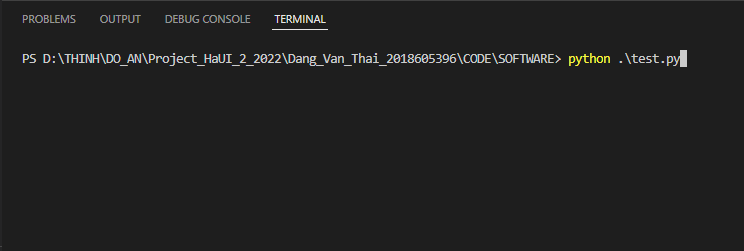 PROBLEMS OUTPUT DEBUG CONSOLE TERMINAL
PS D:\THINH\DO_AN\Project_HaUI_2_2022\Dang_Van_Thai_2018605396\CODE\SOFTWARE> python .\test.py